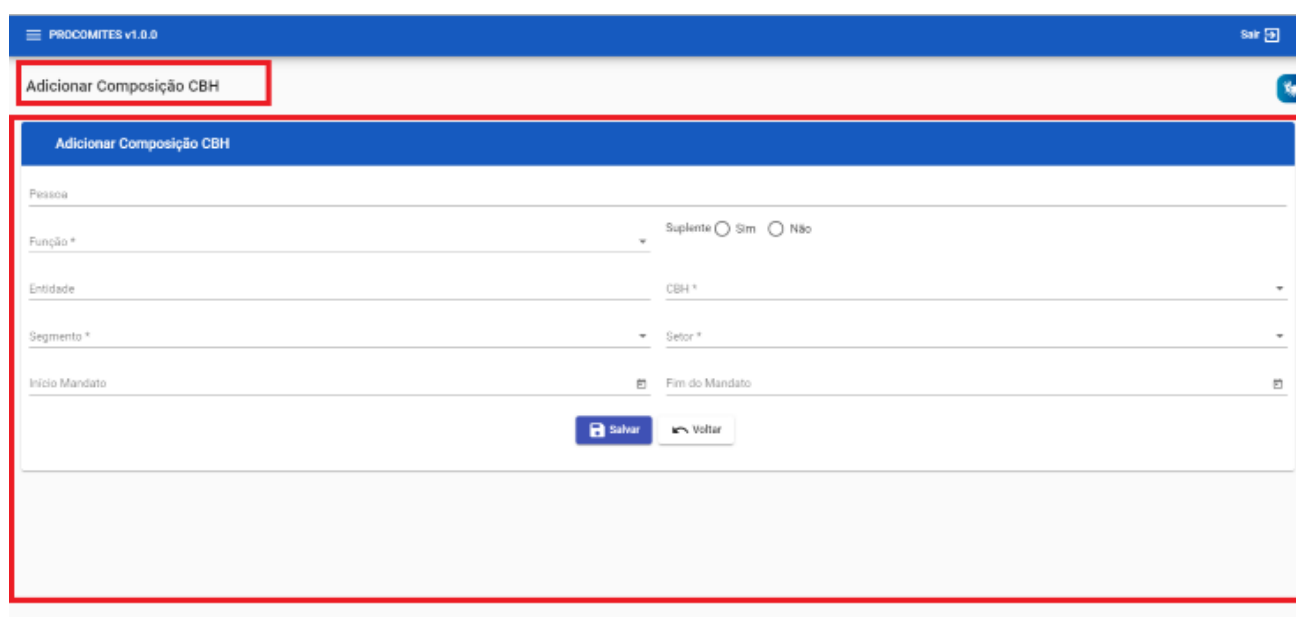 PROCOMITES v1.0.0 Sair
Adicionar Composição CBH
Adicionar Composição CBH
Pessoa
Função * Suplente Sim Não
Entidade CBH *
Segmento * Setor *
Início Mandato Fim do Mandato
Salvar Voltar